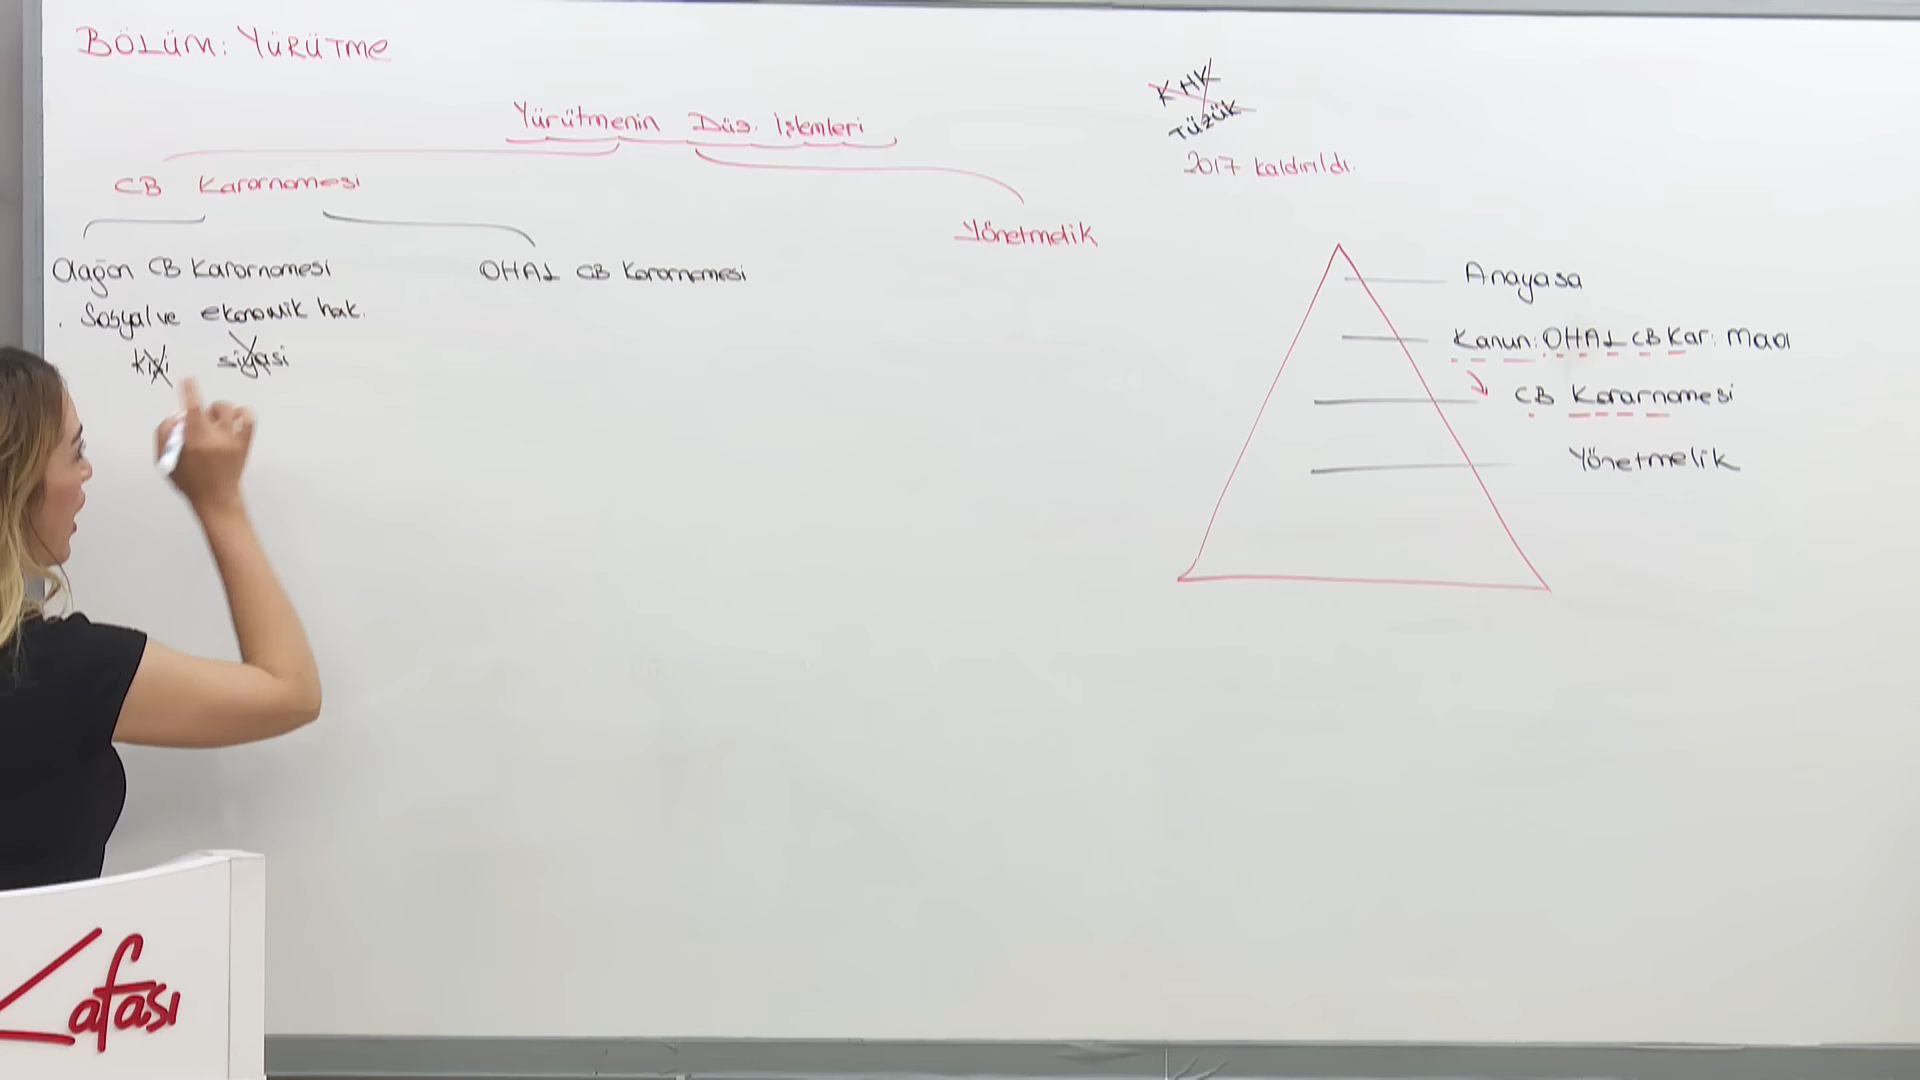 BÖLÜM: YÜRÜTME
Yürütmenin Düz. İşlemleri
CB Kararnamesi
Yönetmelik
Olağan CB Kararnamesi
. Sosyal ve ekonomik hak.
kişi siyasi
OHAL CB Kararnamesi
KHK
TÜZÜK
2017 kaldırıldı.
Anayasa
Kanun: OHAL CB Kar:
CB Kararnamesi
Yönetmelik
afası